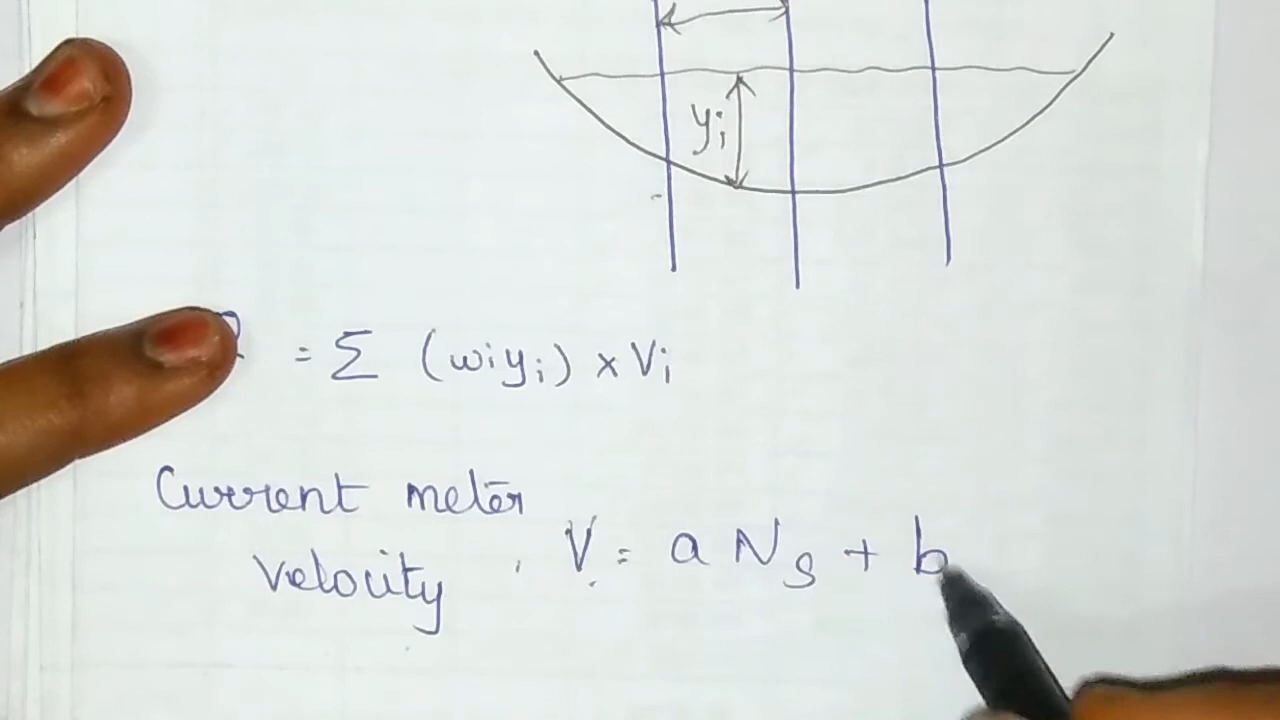 yᵢ
= Σ (wᵢyᵢ) × Vᵢ
Current meter
velocity, V = a Nₛ + b